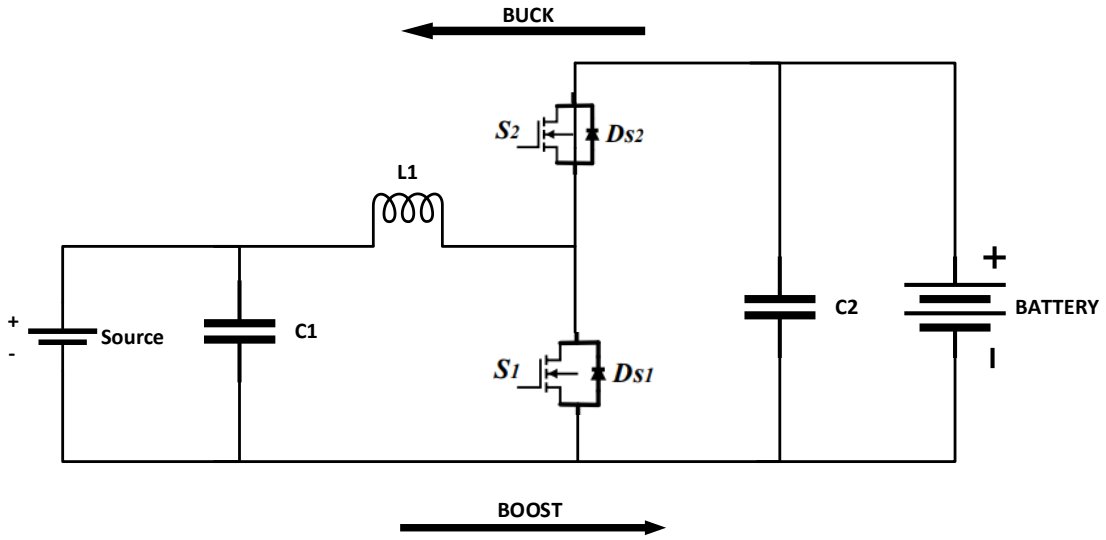 BUCK
S2
Ds2
L1
+
+
Source
-
C1
C2
BATTERY
S1
Ds1
BOOST